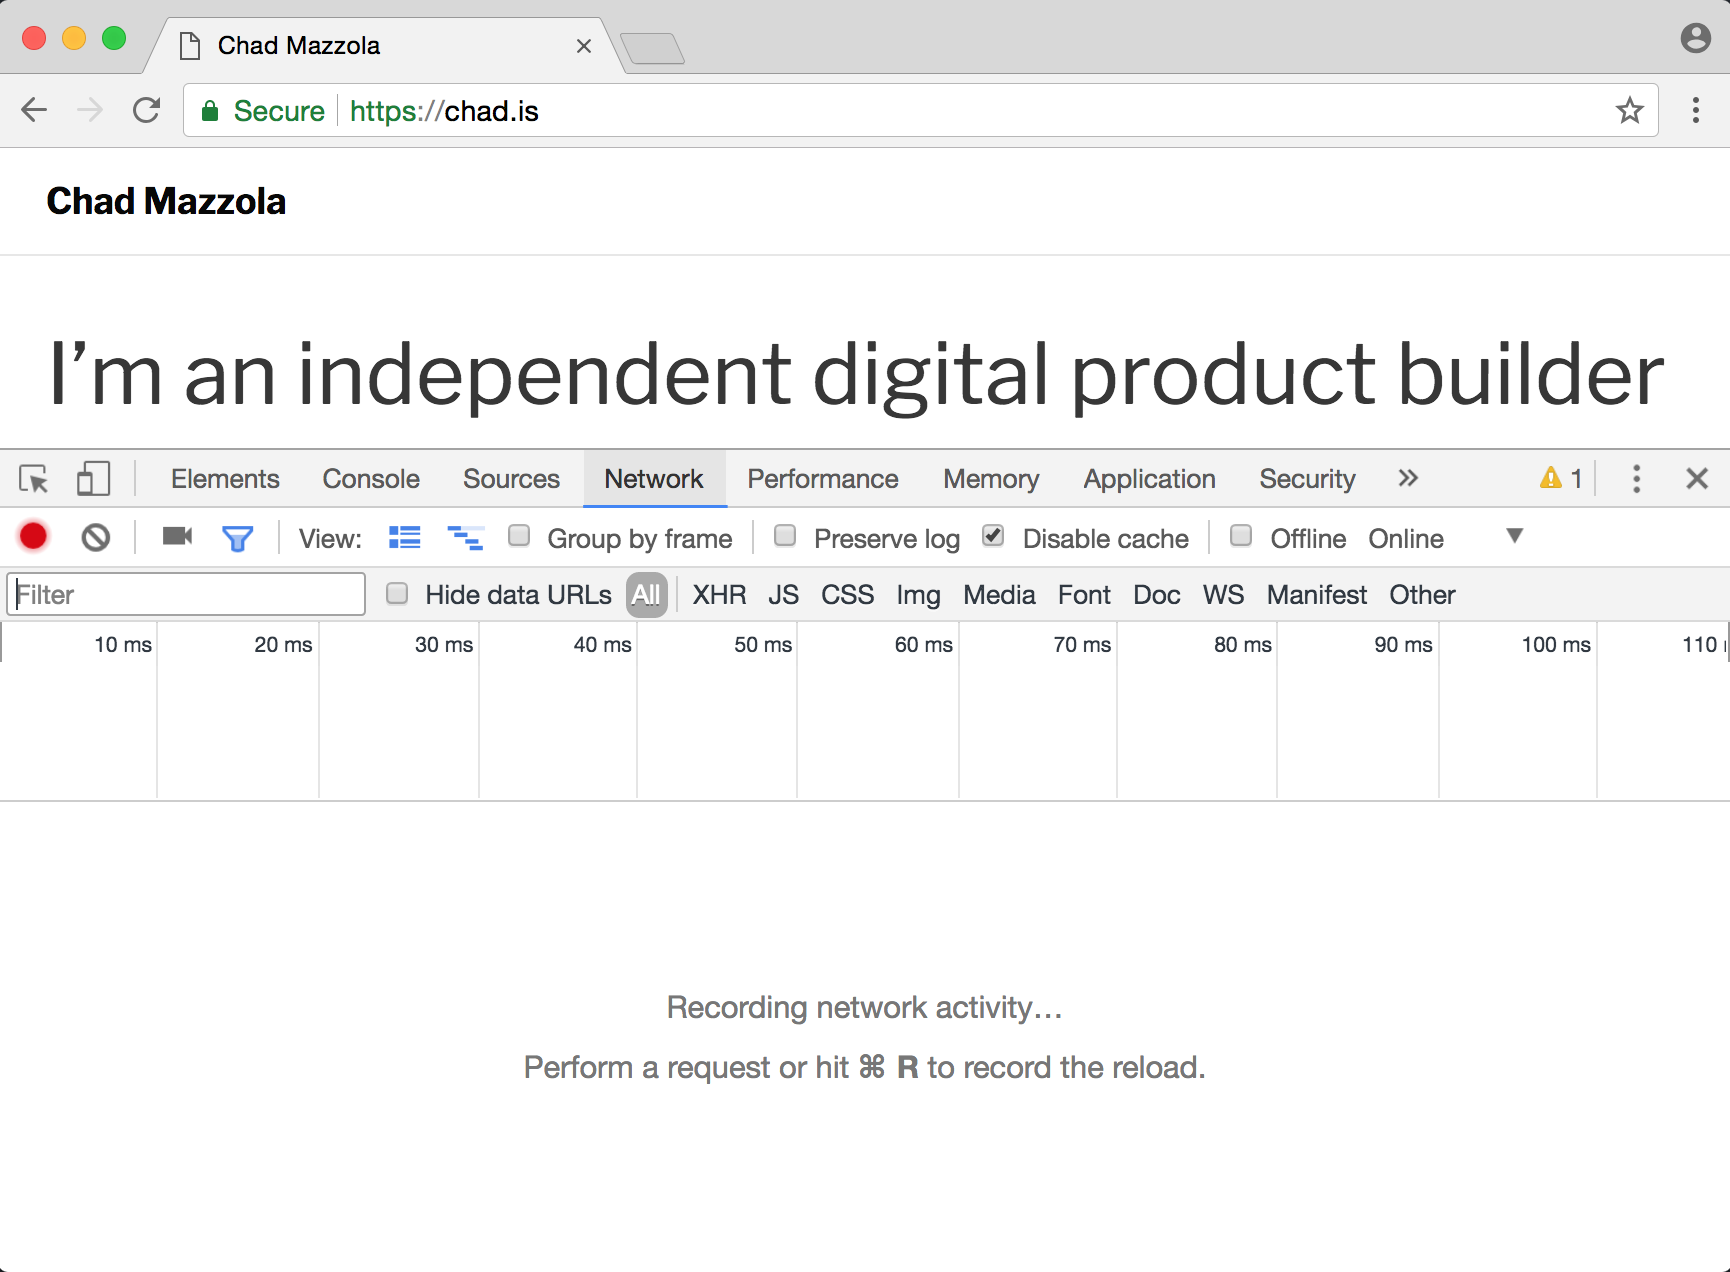 Chad Mazzola
Secure https://chad.is
Chad Mazzola
I’m an independent digital product builder
Elements Console Sources Network Performance Memory Application Security » 1
View: Group by frame Preserve log Disable cache Offline Online
Filter Hide data URLs All XHR JS CSS Img Media Font Doc WS Manifest Other
10 ms 20 ms 30 ms 40 ms 50 ms 60 ms 70 ms 80 ms 90 ms 100 ms 110
Recording network activity…
Perform a request or hit ⌘ R to record the reload.